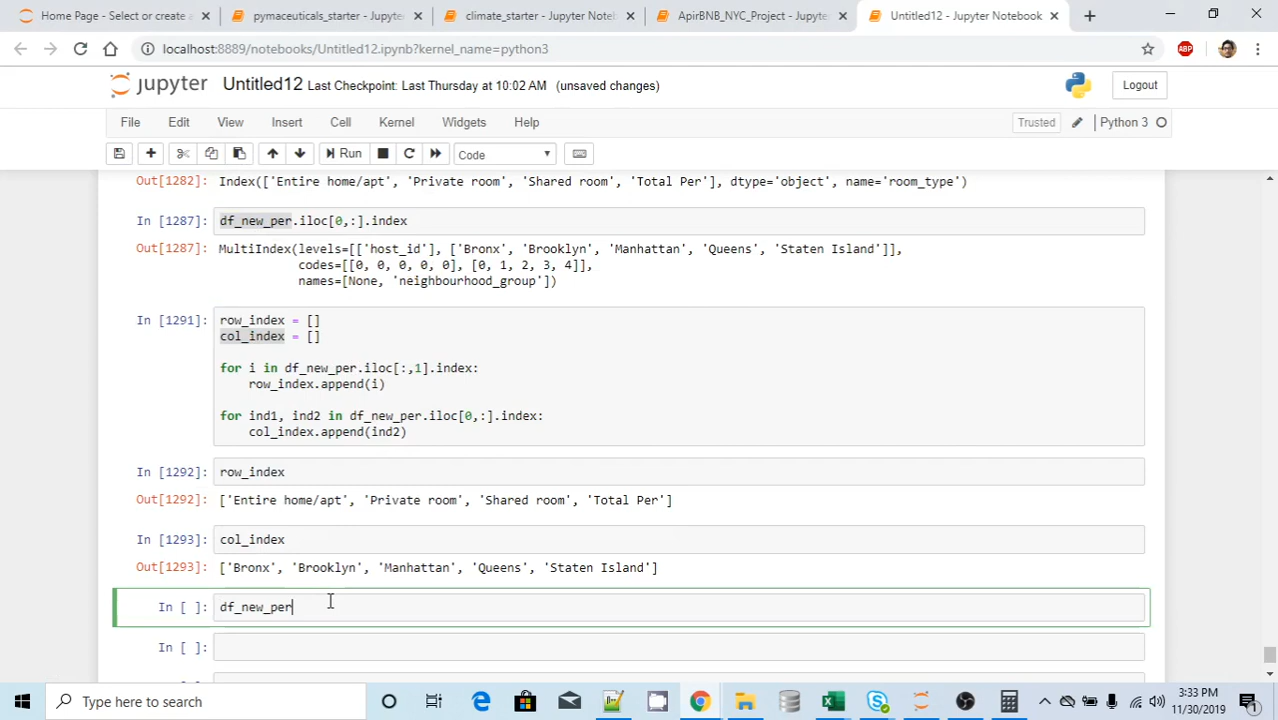 Home Page - Select or create a
pymaceuticals_starter - Jupyter
climate_starter - Jupyter Noteb
ApirBNB_NYC_Project - Jupyter
Untitled12 - Jupyter Notebook
localhost:8889/notebooks/Untitled12.ipynb?kernel_name=python3
ABP
jupyter Untitled12 Last Checkpoint: Last Thursday at 10:02 AM (unsaved changes)
Logout
File Edit View Insert Cell Kernel Widgets Help
Trusted Python 3
Run Code
Out[1282]: Index(['Entire home/apt', 'Private room', 'Shared room', 'Total Per'], dtype='object', name='room_type')
In [1287]: df_new_per.iloc[0,:].index
Out[1287]: MultiIndex(levels=[['host_id'], ['Bronx', 'Brooklyn', 'Manhattan', 'Queens', 'Staten Island']],
codes=[[0, 0, 0, 0, 0], [0, 1, 2, 3, 4]],
names=[None, 'neighbourhood_group'])
In [1291]: row_index = []
col_index = []
for i in df_new_per.iloc[:,1].index:
row_index.append(i)
for ind1, ind2 in df_new_per.iloc[0,:].index:
col_index.append(ind2)
In [1292]: row_index
Out[1292]: ['Entire home/apt', 'Private room', 'Shared room', 'Total Per']
In [1293]: col_index
Out[1293]: ['Bronx', 'Brooklyn', 'Manhattan', 'Queens', 'Staten Island']
In [ ]: df_new_per
In [ ]:
Type here to search
3:33 PM
11/30/2019